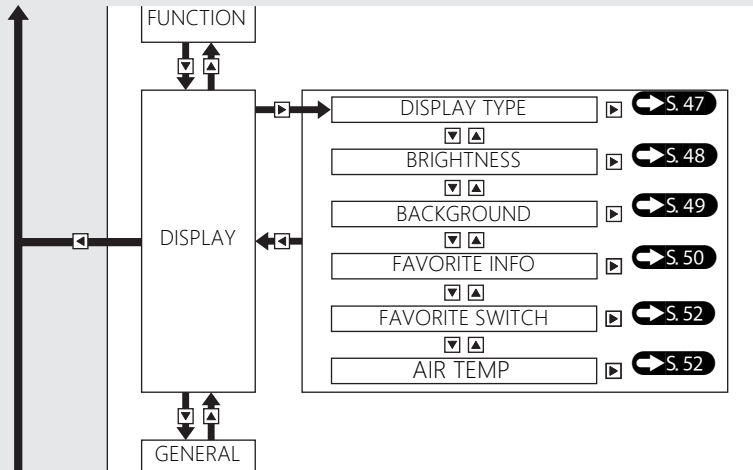 FUNCTION
DISPLAY
DISPLAY TYPE
S. 47
BRIGHTNESS
S. 48
BACKGROUND
S. 49
FAVORITE INFO
S. 50
FAVORITE SWITCH
S. 52
AIR TEMP
S. 52
GENERAL